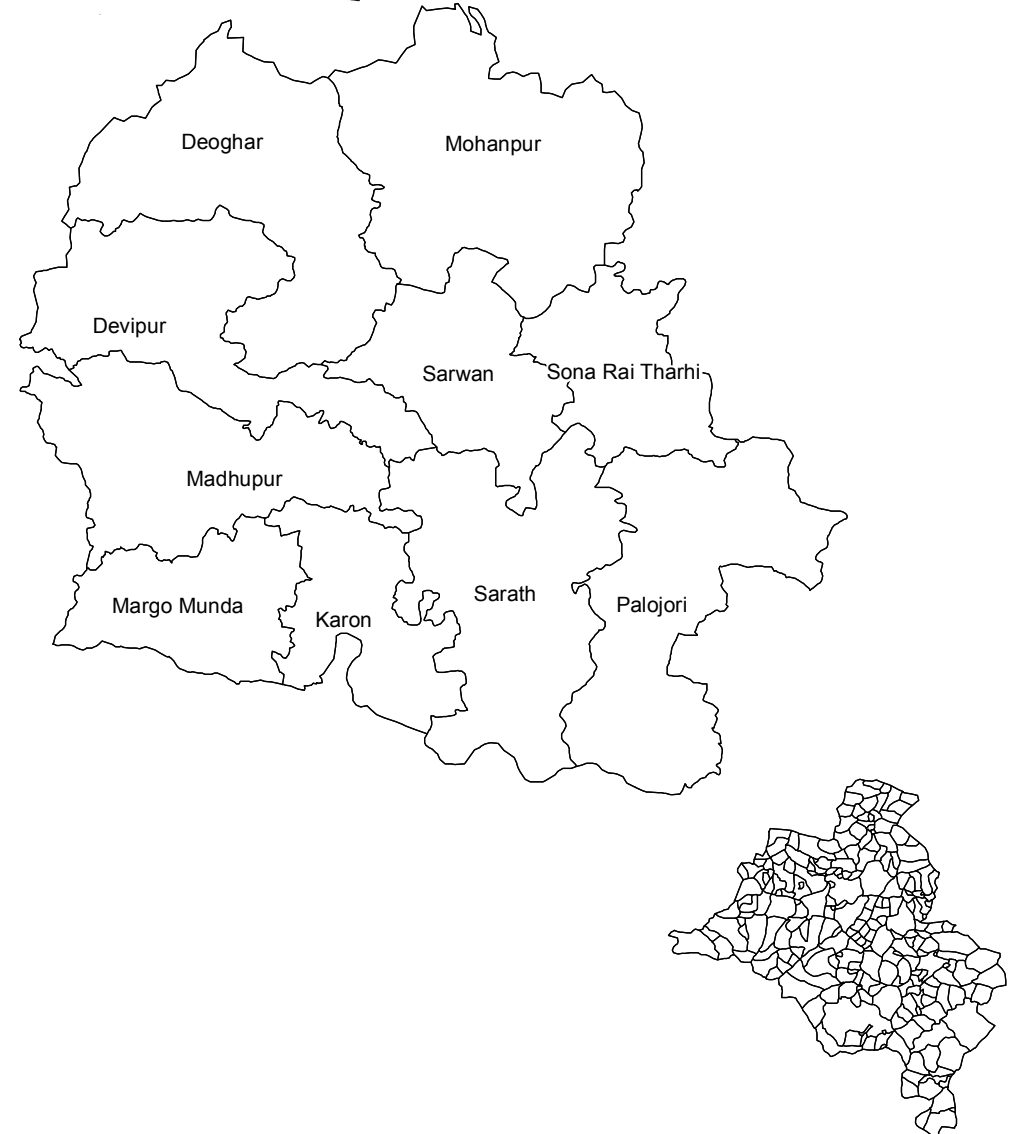 Deoghar
Mohanpur
Devipur
Sarwan
Sona Rai Tharhi
Madhupur
Margo Munda
Karon
Sarath
Palojori